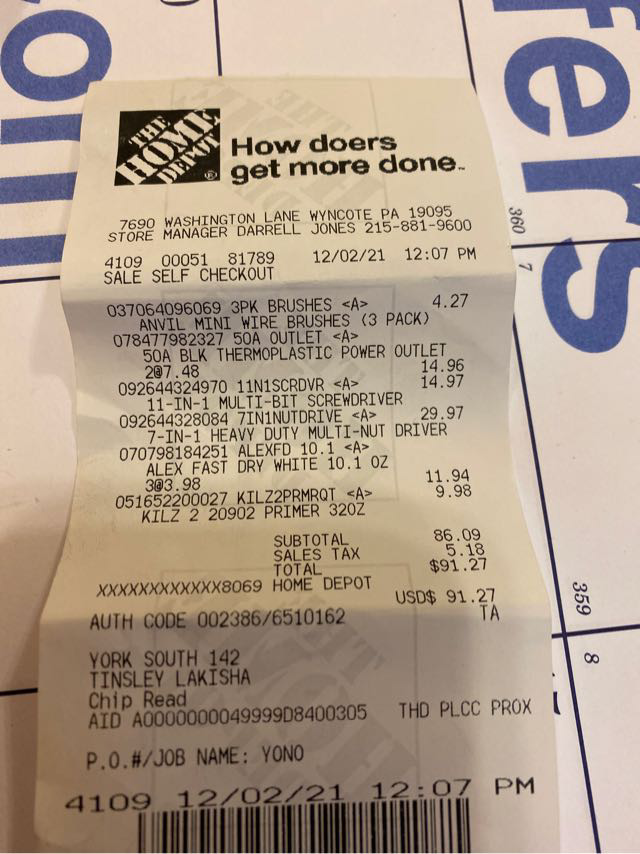 THE
HOME
DEPOT
®
How doers
get more done™
7690 WASHINGTON LANE WYNCOTE PA 19095
STORE MANAGER DARRELL JONES 215-881-9600
4109 00051 81789 12/02/21 12:07 PM
SALE SELF CHECKOUT
037064096069 3PK BRUSHES <A> 4.27
ANVIL MINI WIRE BRUSHES (3 PACK)
078477982327 50A OUTLET <A>
50A BLK THERMOPLASTIC POWER OUTLET
2@7.48 14.96
092644324970 11N1SCRDVR <A> 14.97
11-IN-1 MULTI-BIT SCREWDRIVER
092644328084 7IN1NUTDRIVE <A> 29.97
7-IN-1 HEAVY DUTY MULTI-NUT DRIVER
070798184251 ALEXFD 10.1 <A>
ALEX FAST DRY WHITE 10.1 OZ
3@3.98 11.94
051652200027 KILZ2PRMRQT <A> 9.98
KILZ 2 20902 PRIMER 32OZ
SUBTOTAL 86.09
SALES TAX 5.18
TOTAL $91.27
XXXXXXXXXXXX8069 HOME DEPOT
USD$ 91.27
AUTH CODE 002386/6510162 TA
YORK SOUTH 142
TINSLEY LAKISHA
Chip Read
AID A0000000049999D8400305 THD PLCC PROX
P.O.#/JOB NAME: YONO
4109 12/02/21 12:07 PM
360
7
359
8